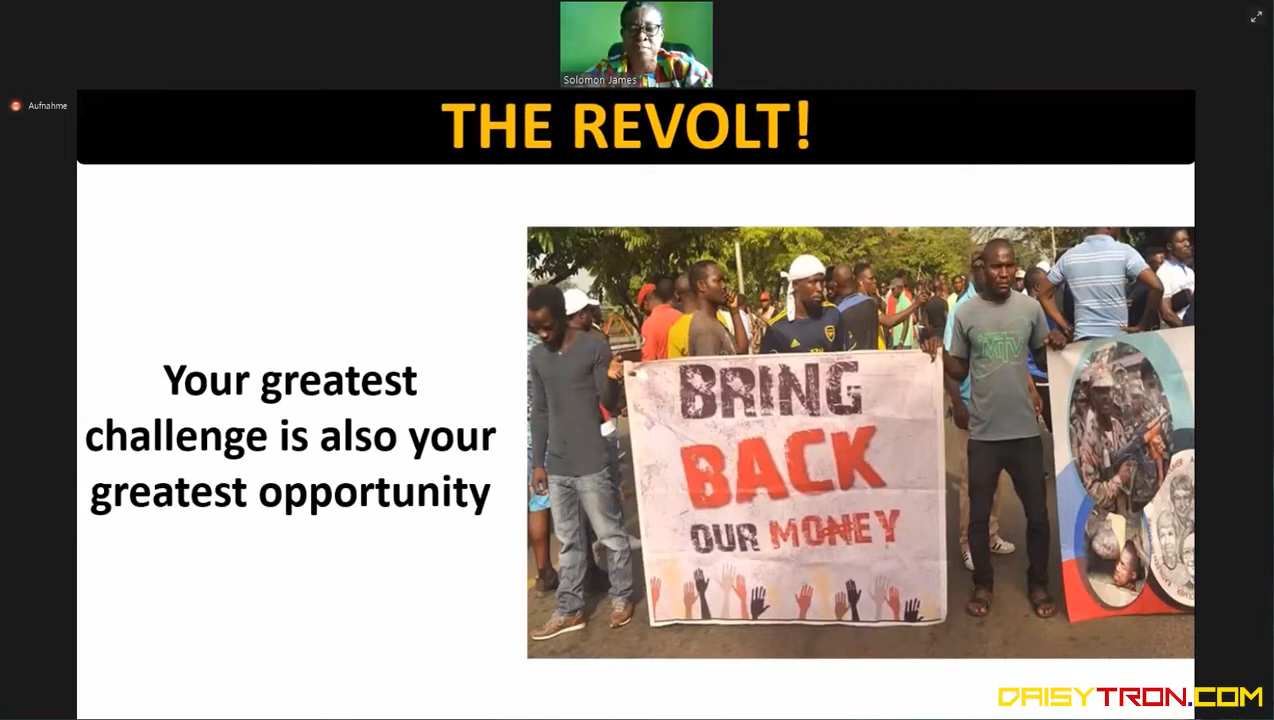 Solomon James
Aufnahme
THE REVOLT!
Your greatest
challenge is also your
greatest opportunity
BRING
BACK
OUR MONEY
MTV
DAISYTRON.COM